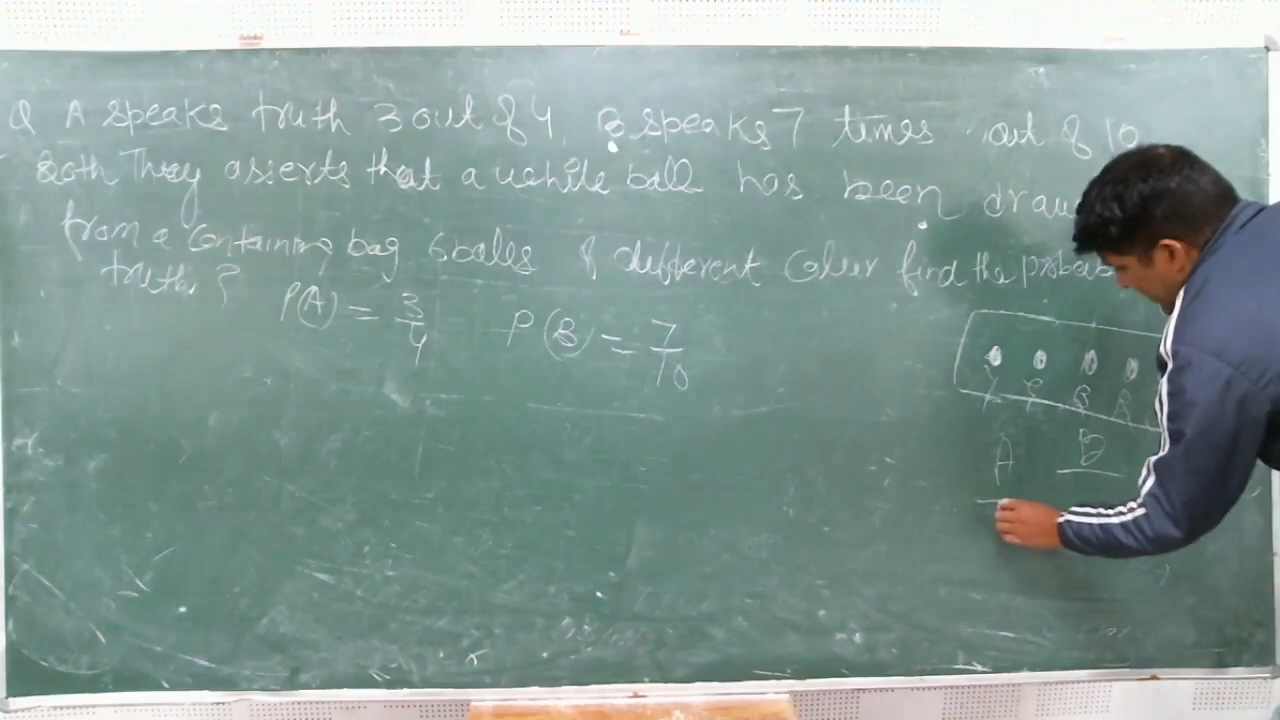 Q A speaks truth 3 out of 4, B speaks 7 times out of 10
Both They asserts that a white ball has been draw
from a Containing bag 6 balls of different Colour find the probab
truth ?
P(A) = 3/4 P(B) = 7/10
Y B R
A B